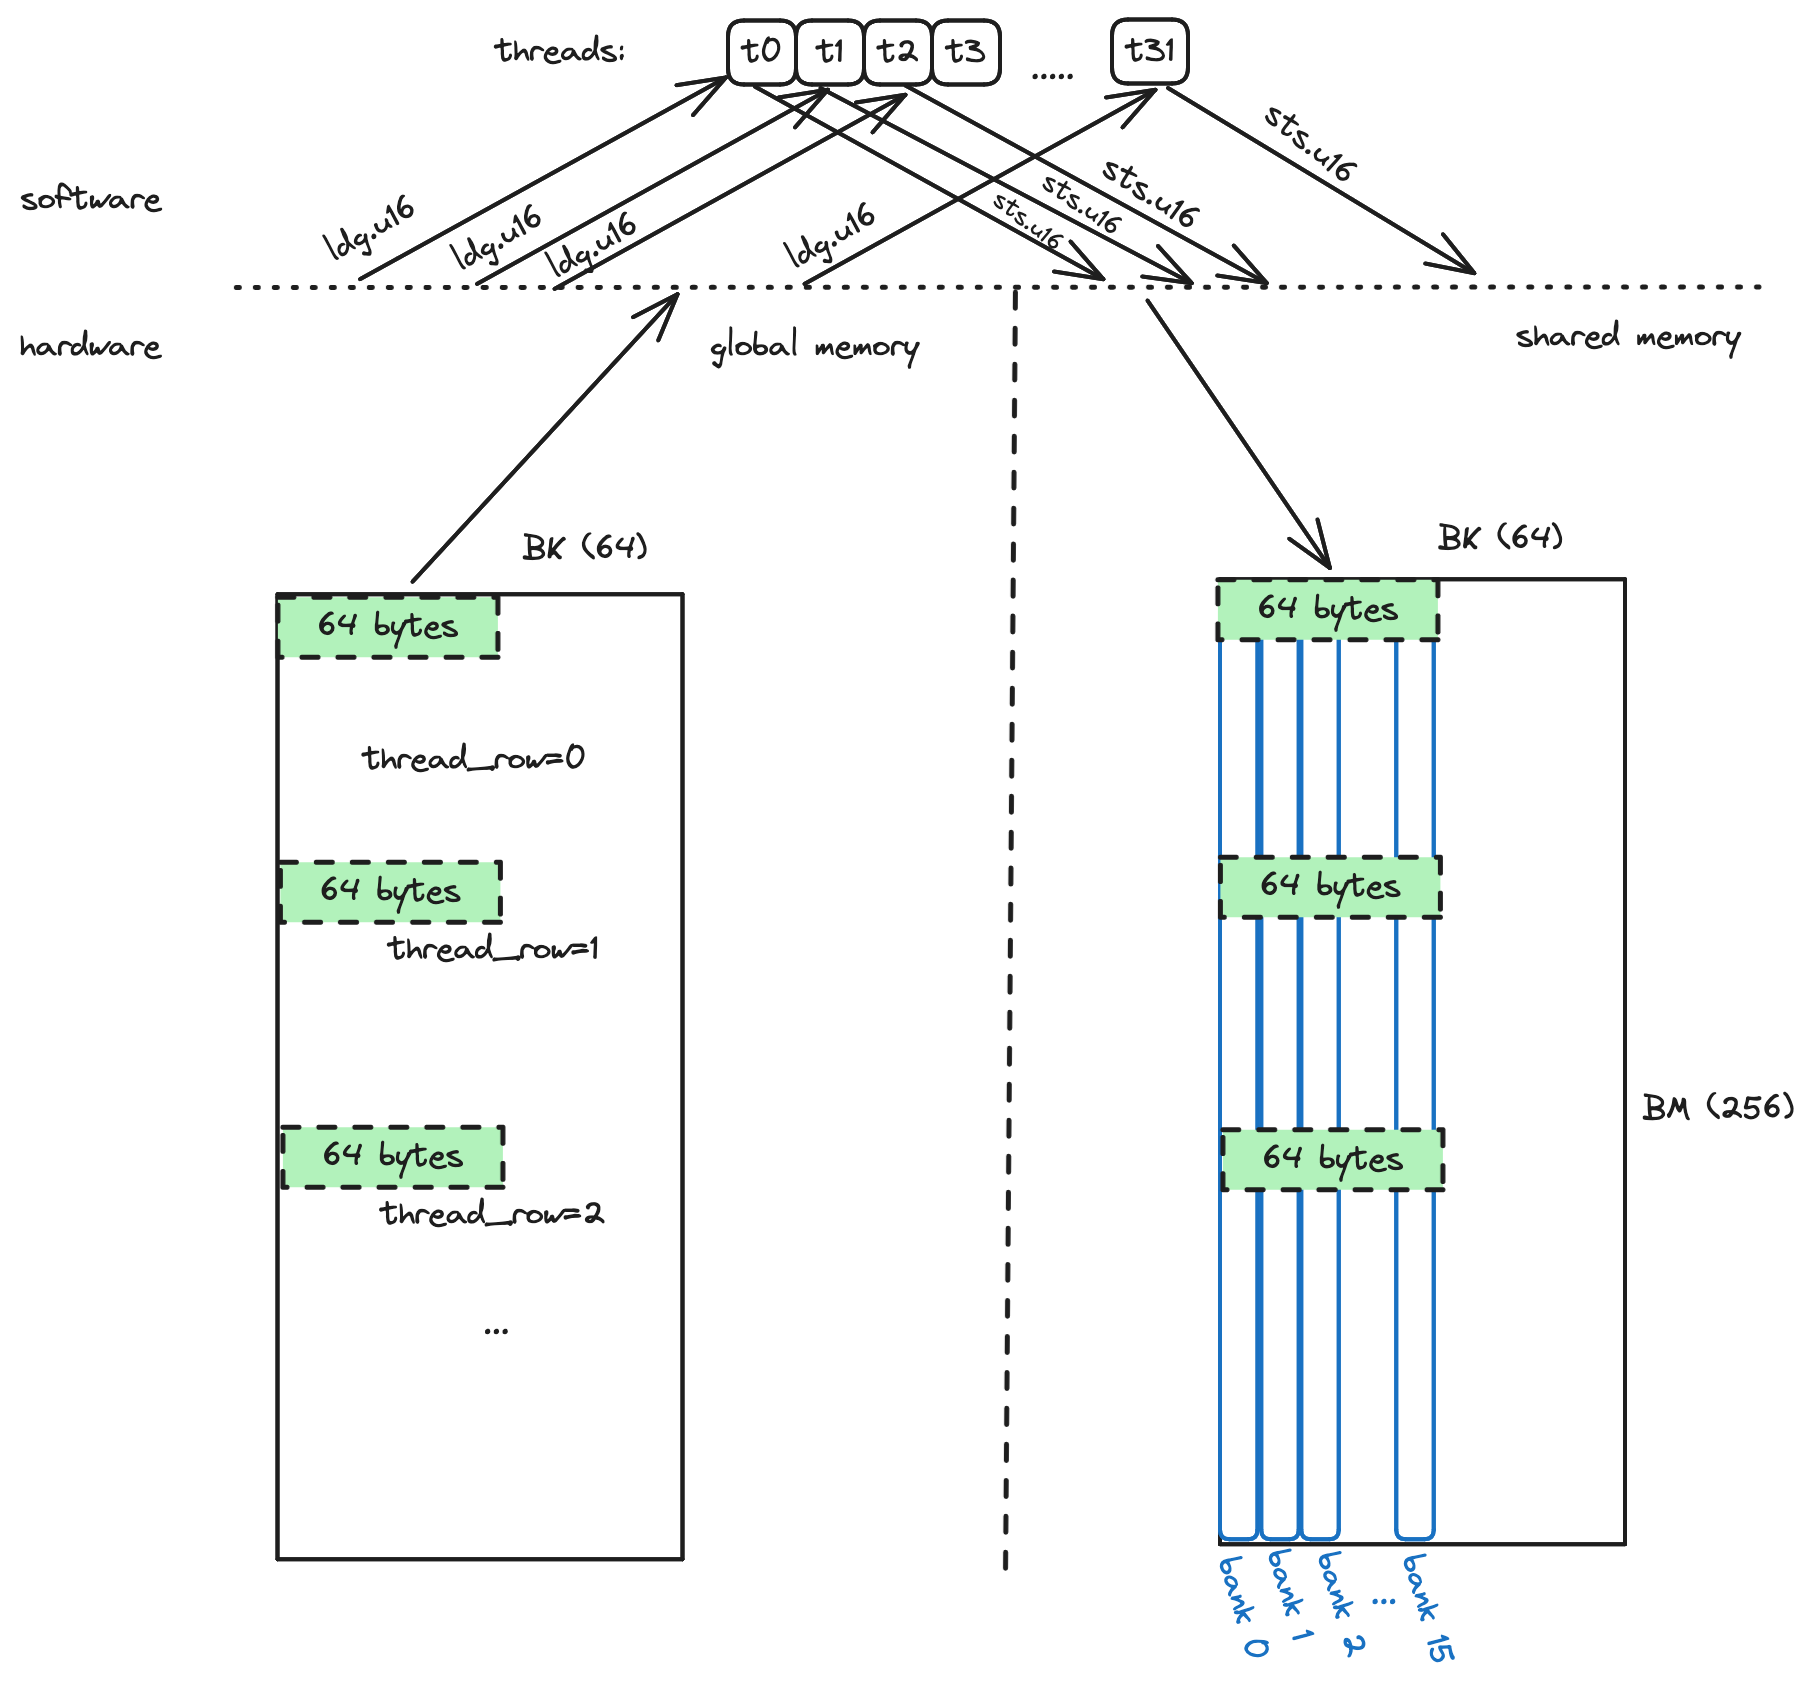 threads:
t0 t1 t2 t3 ..... t31
software
ldg.u16
ldg.u16
ldg.u16
ldg.u16
sts.u16
sts.u16
sts.u16
sts.u16
hardware
global memory
shared memory
BK (64)
64 bytes
thread_row=0
64 bytes
thread_row=1
64 bytes
thread_row=2
...
BK (64)
64 bytes
64 bytes
64 bytes
BM (256)
bank 0
bank 1
bank 2
...
bank 15